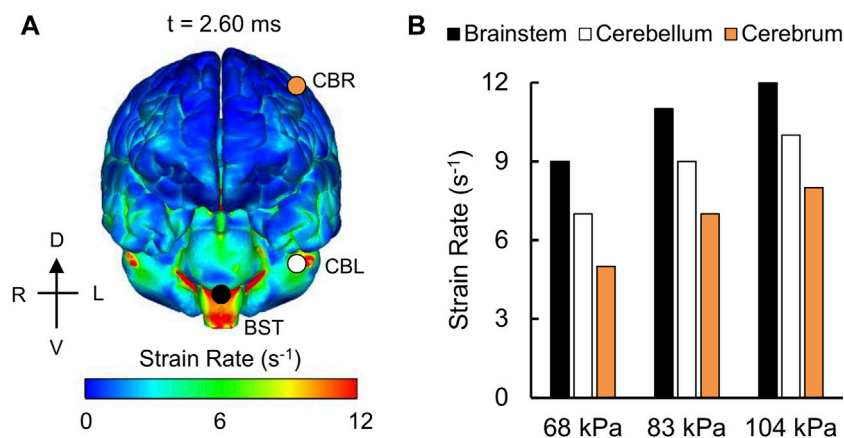 A
t = 2.60 ms
CBR
CBL
BST
D
R
L
V
Strain Rate (s-1)
0
6
12
B
Brainstem
Cerebellum
Cerebrum
Strain Rate (s-1)
12
9
6
3
0
68 kPa
83 kPa
104 kPa